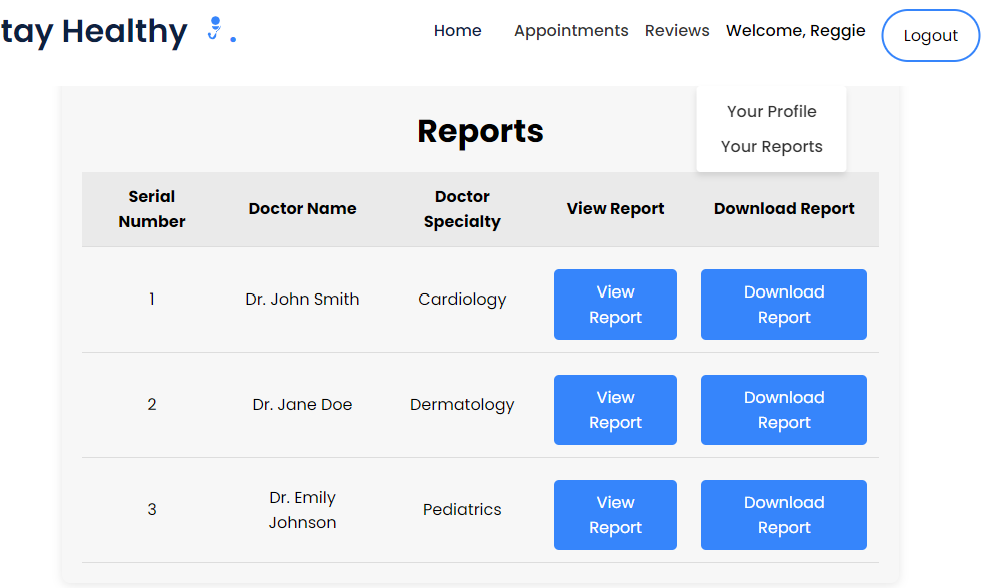 tay Healthy
Home Appointments Reviews Welcome, Reggie Logout
Your Profile
Your Reports
Reports
Serial Number Doctor Name Doctor Specialty View Report Download Report
1 Dr. John Smith Cardiology View Report Download Report
2 Dr. Jane Doe Dermatology View Report Download Report
3 Dr. Emily Johnson Pediatrics View Report Download Report